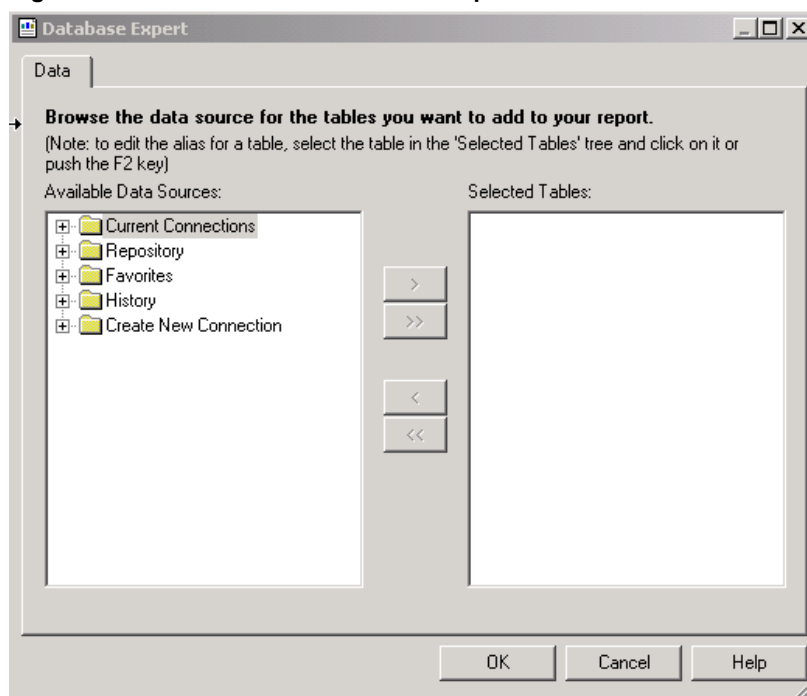 Database Expert
Data
Browse the data source for the tables you want to add to your report.
(Note: to edit the alias for a table, select the table in the 'Selected Tables' tree and click on it or
push the F2 key)
Available Data Sources:
Selected Tables:
Current Connections
Repository
Favorites
History
Create New Connection
>
>>
<
<<
OK
Cancel
Help